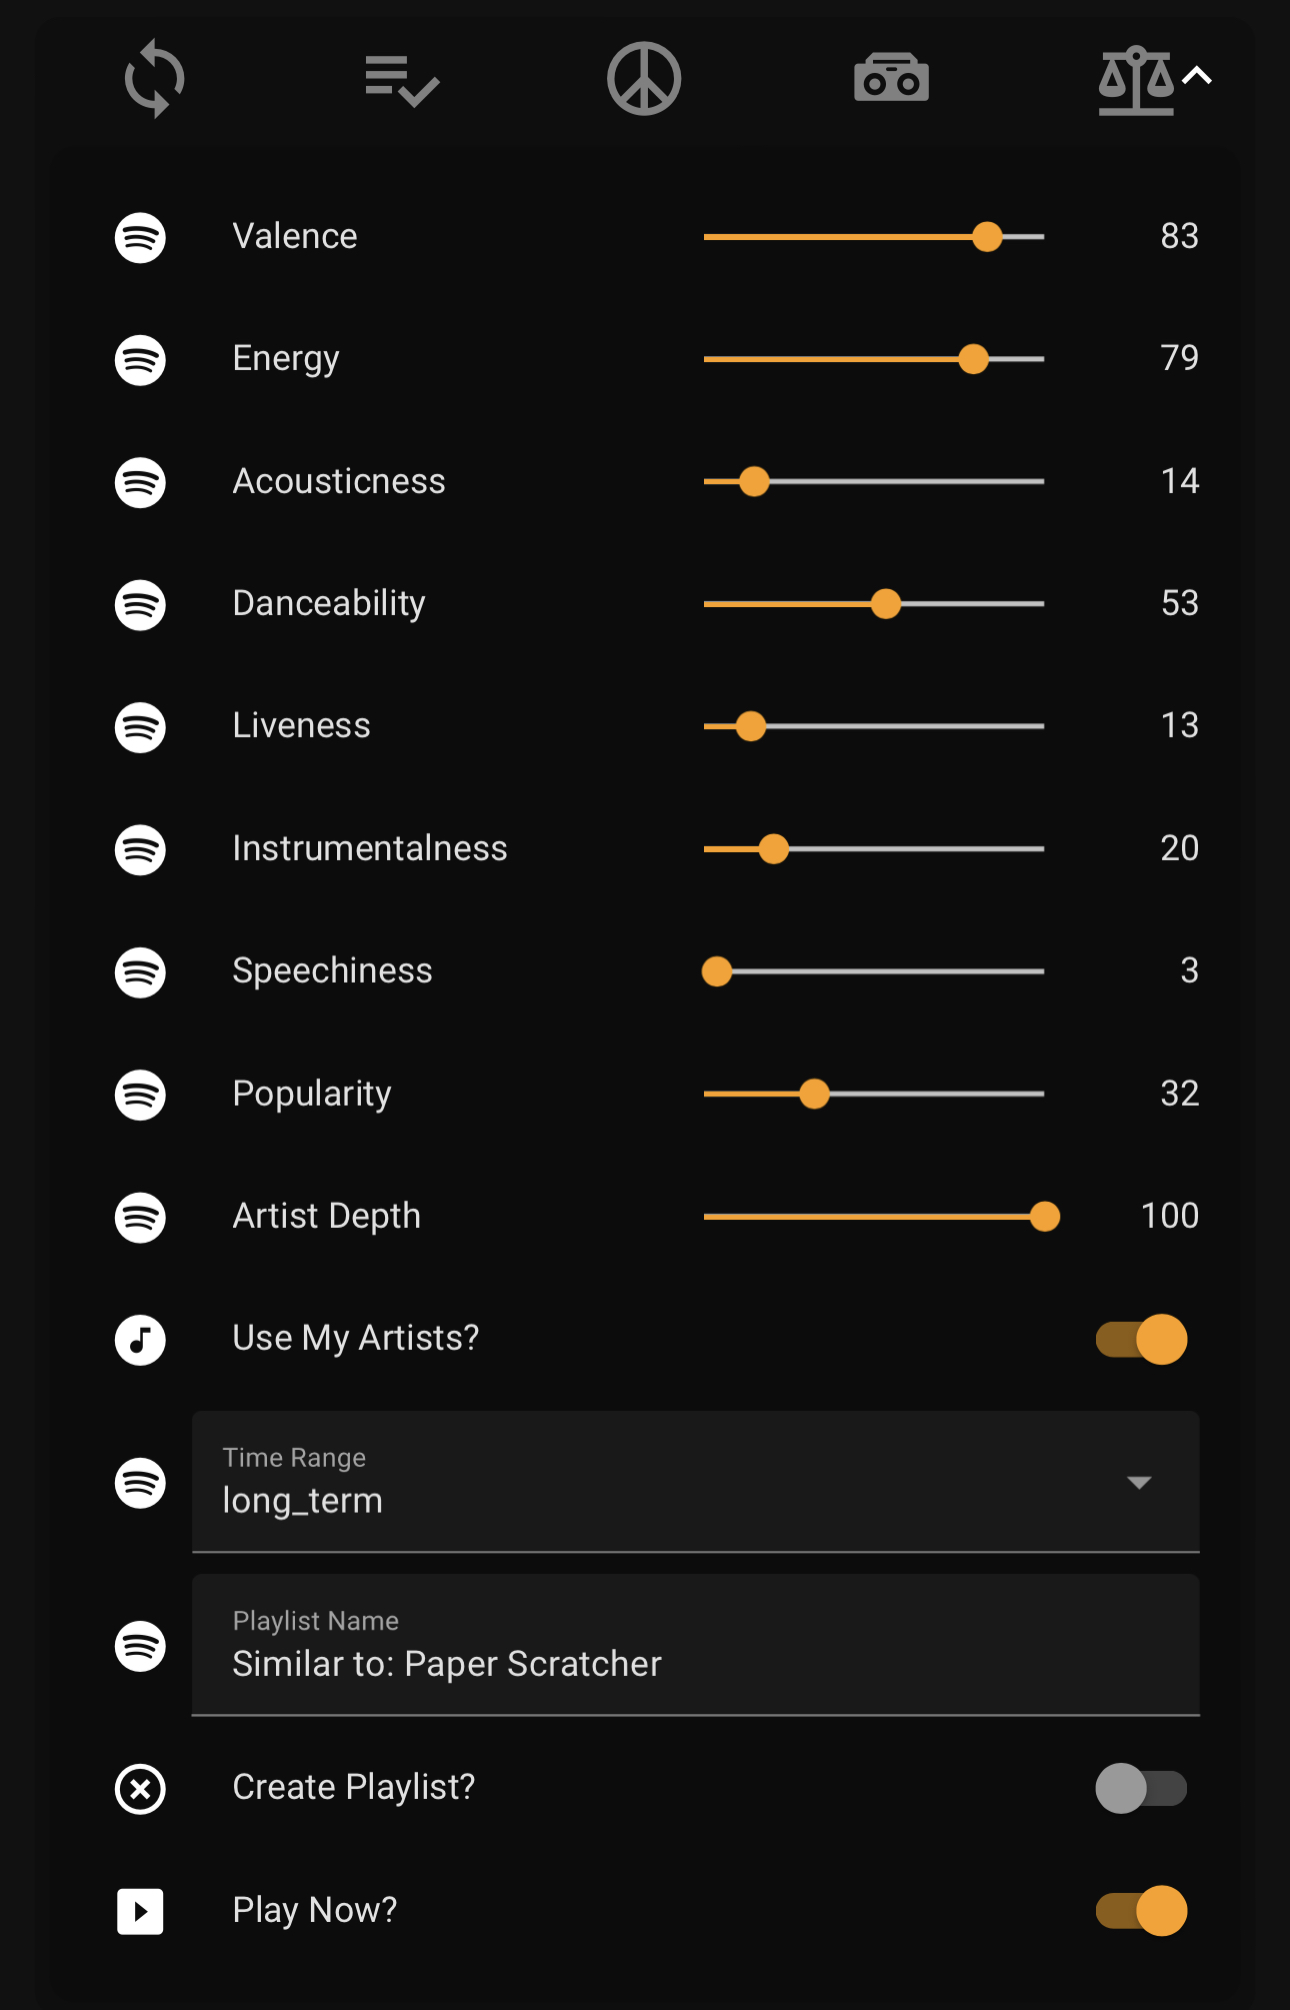 Valence 83
Energy 79
Acousticness 14
Danceability 53
Liveness 13
Instrumentalness 20
Speechiness 3
Popularity 32
Artist Depth 100
Use My Artists?
Time Range
long_term
Playlist Name
Similar to: Paper Scratcher
Create Playlist?
Play Now?